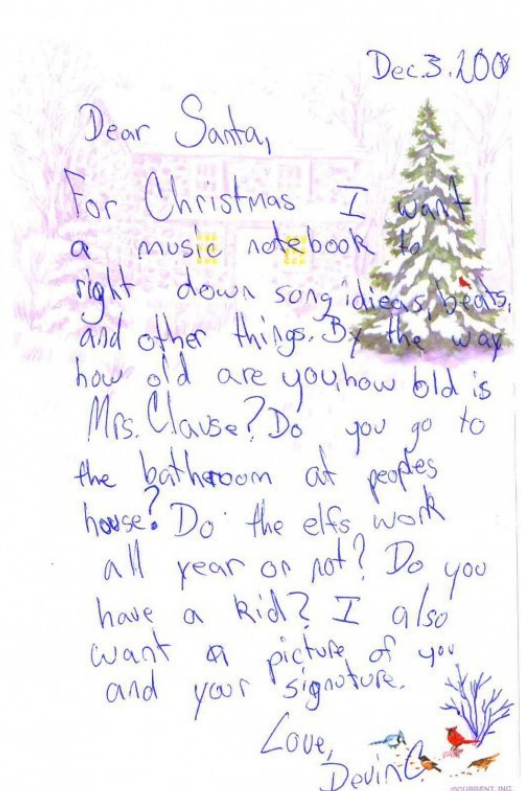 Dec.3.2008
Dear Santa,
For Christmas I want
a music notebook to
right down song idieas, beats,
and other things. By the way
how old are you, how old is
Mrs. Clause? Do you go to
the bathroom at peoples
house? Do the elfs work
all year or not? Do you
have a kid? I also
want a picture of you
and your signature.
Love,
Devin C
©CURRENT, INC.